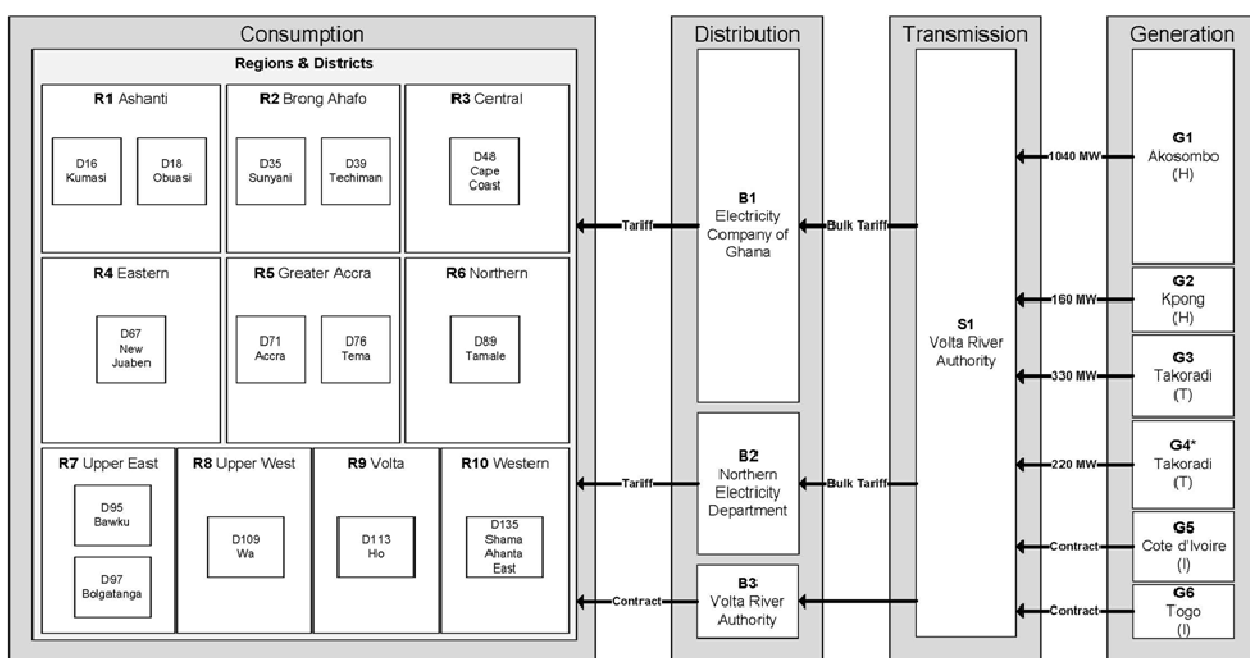 Consumption
Regions & Districts
R1 Ashanti
D16
Kumasi
D18
Obuasi
R2 Brong Ahafo
D35
Sunyani
D39
Techiman
R3 Central
D48
Cape
Coast
R4 Eastern
D67
New
Juaben
R5 Greater Accra
D71
Accra
D76
Tema
R6 Northern
D89
Tamale
R7 Upper East
D95
Bawku
D97
Bolgatanga
R8 Upper West
D109
Wa
R9 Volta
D113
Ho
R10 Western
D135
Shama
Ahanta
East
Tariff
Tariff
Contract
Distribution
B1
Electricity
Company of
Ghana
B2
Northern
Electricity
Department
B3
Volta River
Authority
Bulk Tariff
Bulk Tariff
Transmission
S1
Volta River
Authority
1040 MW
160 MW
330 MW
220 MW
Contract
Contract
Generation
G1
Akosombo
(H)
G2
Kpong
(H)
G3
Takoradi
(T)
G4*
Takoradi
(T)
G5
Cote d'Ivoire
(I)
G6
Togo
(I)